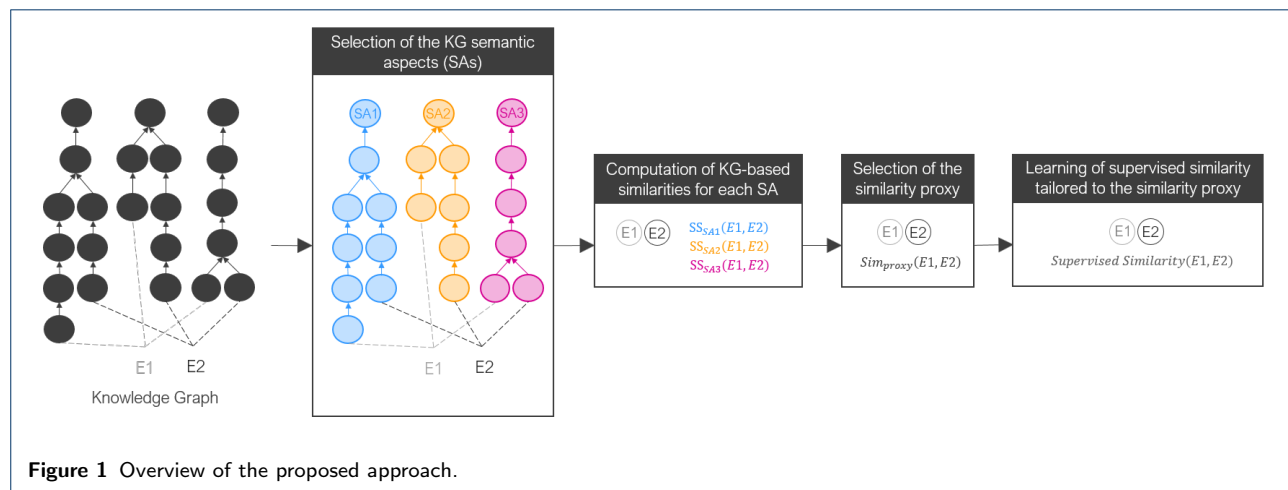 Selection of the KG semantic
aspects (SAs)
SA1
SA2
SA3
E1
E2
Knowledge Graph
E1
E2
Computation of KG-based
similarities for each SA
E1 E2
SS_SA1(E1, E2)
SS_SA2(E1, E2)
SS_SA3(E1, E2)
Selection of the
similarity proxy
E1 E2
Sim_proxy(E1, E2)
Learning of supervised similarity
tailored to the similarity proxy
E1 E2
Supervised Similarity(E1, E2)
Figure 1 Overview of the proposed approach.